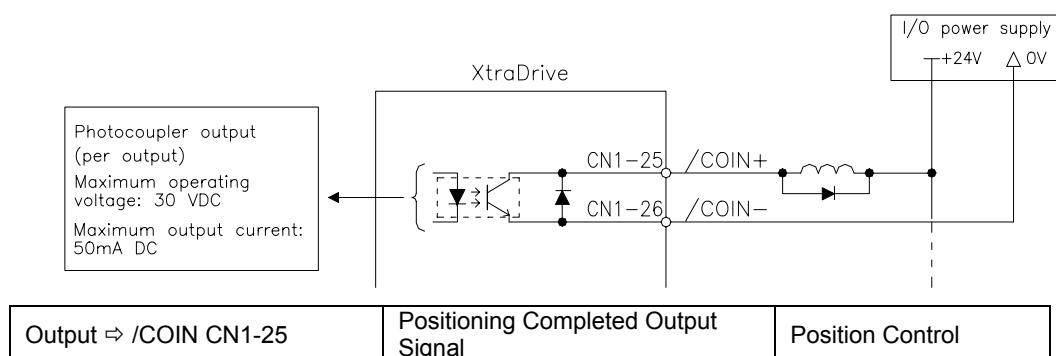 I/O power supply
+24V
0V
XtraDrive
Photocoupler output
(per output)
Maximum operating
voltage: 30 VDC
Maximum output current:
50mA DC
CN1-25
/COIN+
CN1-26
/COIN-
Output ⇨ /COIN CN1-25
Positioning Completed Output
Signal
Position Control